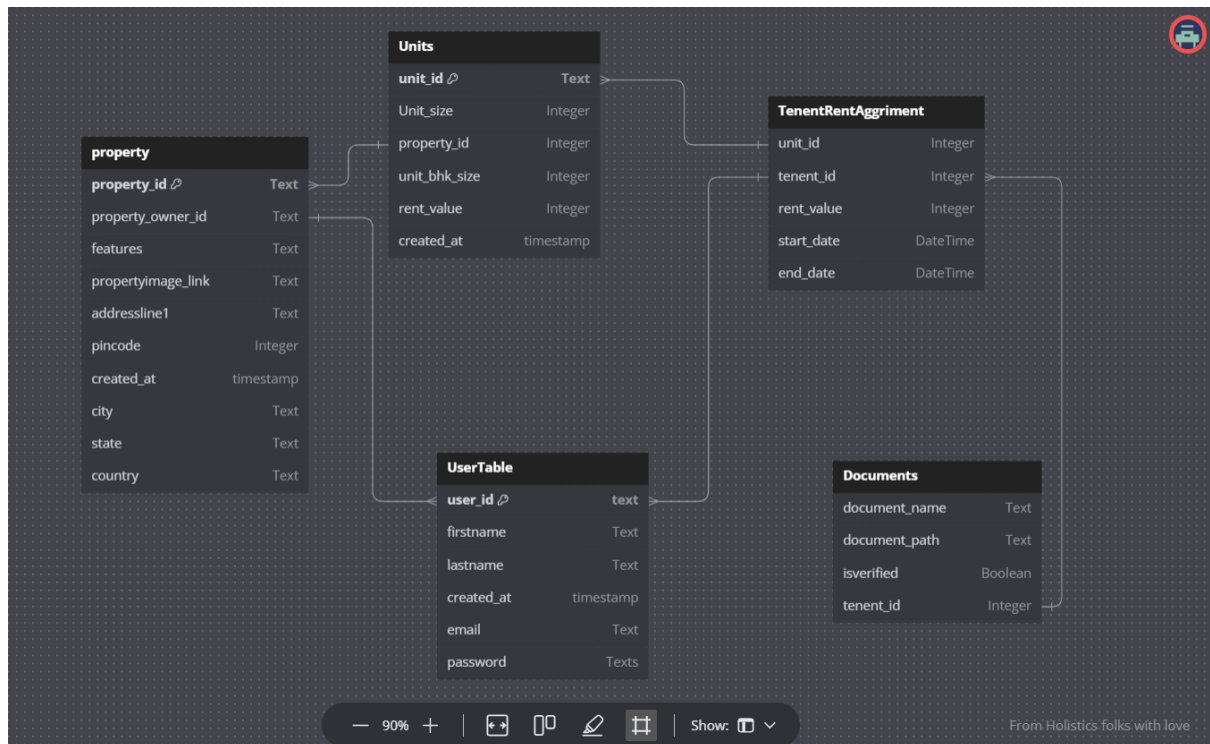 Units
unit_id Text
Unit_size Integer
property_id Integer
unit_bhk_size Integer
rent_value Integer
created_at timestamp
TenentRentAggriment
unit_id Integer
tenent_id Integer
rent_value Integer
start_date DateTime
end_date DateTime
property
property_id Text
property_owner_id Text
features Text
propertyimage_link Text
addressline1 Text
pincode Integer
created_at timestamp
city Text
state Text
country Text
UserTable
user_id text
firstname Text
lastname Text
created_at timestamp
email Text
password Texts
Documents
document_name Text
document_path Text
isverified Boolean
tenent_id Integer
90%
Show:
From Holistics folks with love